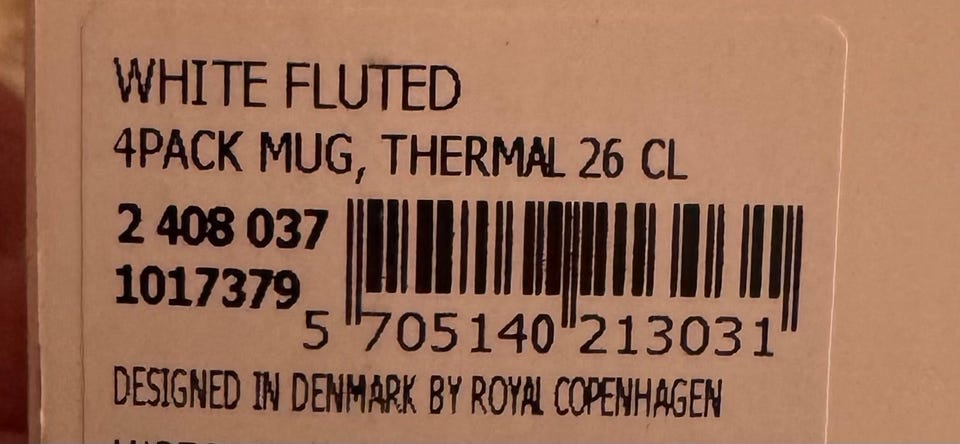 WHITE FLUTED
4PACK MUG, THERMAL 26 CL
2 408 037
1017379
5 705140 213031
DESIGNED IN DENMARK BY ROYAL COPENHAGEN